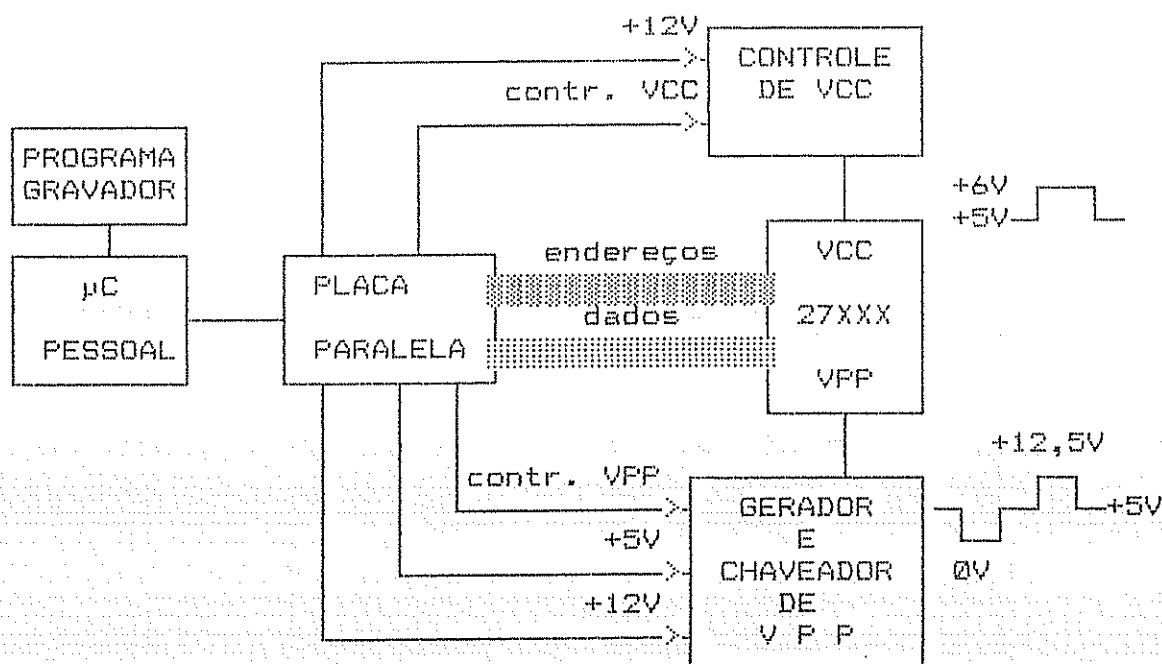 +12V
contr. VCC
CONTROLE
DE VCC
PROGRAMA
GRAVADOR
µC
PESSOAL
PLACA
PARALELA
endereços
dados
VCC
27XXX
VPP
+6V
+5V
contr. VPP
+5V
+12V
GERADOR
E
CHAVEADOR
DE
V P P
+12,5V
+5V
0V